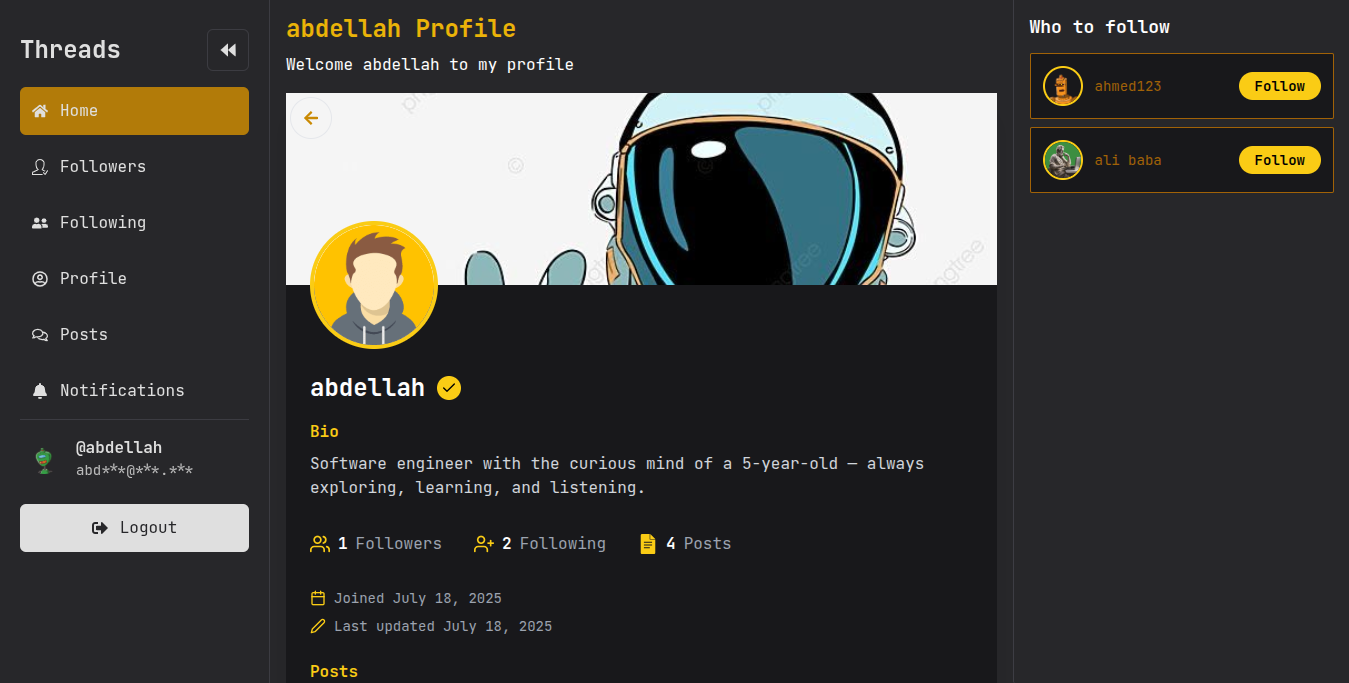 Threads
Home
Followers
Following
Profile
Posts
Notifications
@abdellah
abd***@***.***
Logout
abdellah Profile
Welcome abdellah to my profile
abdellah
Bio
Software engineer with the curious mind of a 5-year-old — always
exploring, learning, and listening.
1 Followers 2 Following 4 Posts
Joined July 18, 2025
Last updated July 18, 2025
Posts
Who to follow
ahmed123 Follow
ali baba Follow